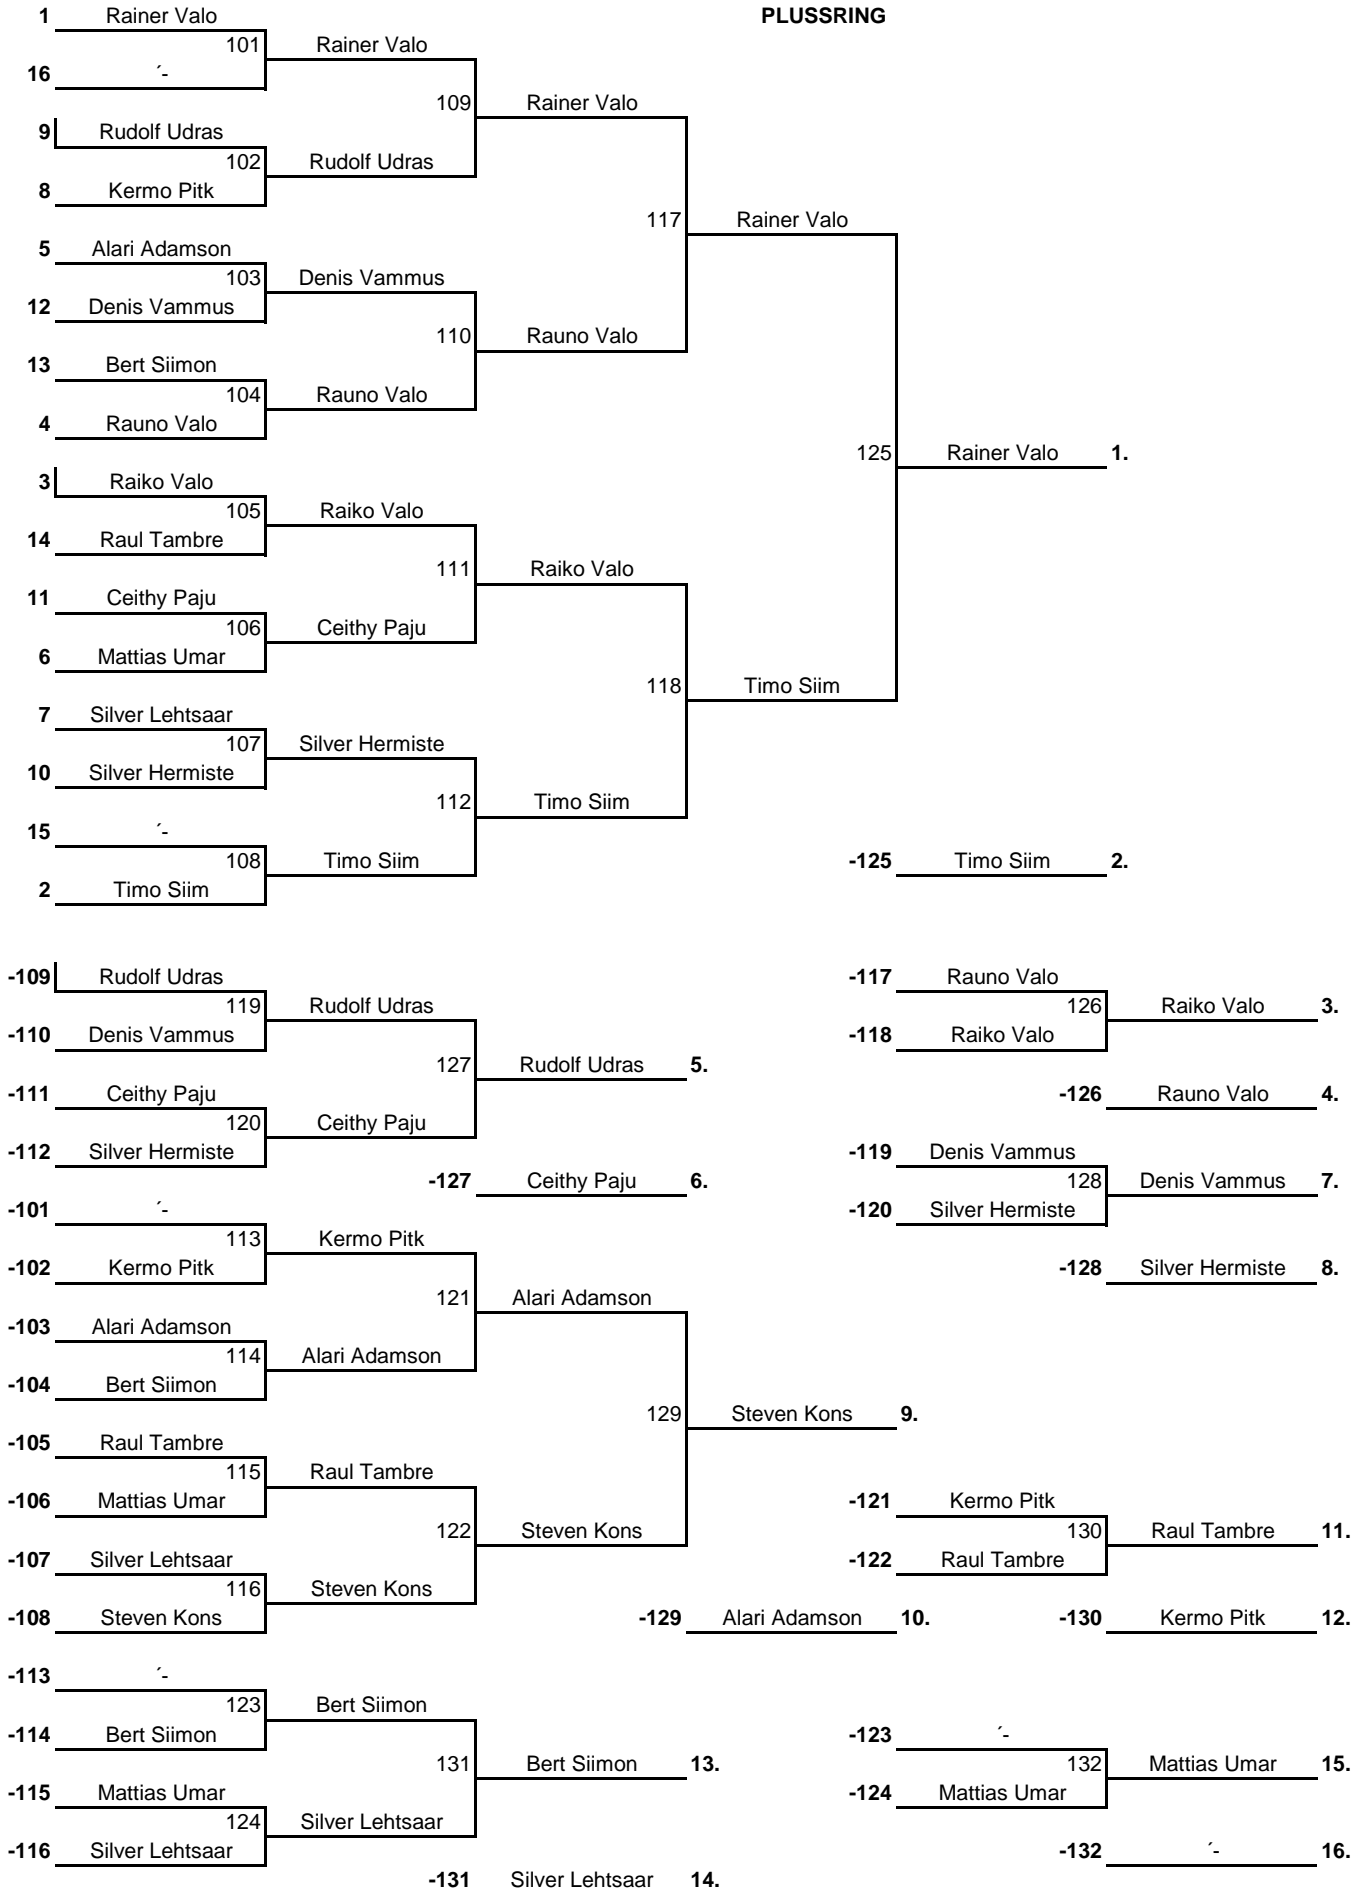 1 Rainer Valo PLUSSRING
101 Rainer Valo
16 ´-
109 Rainer Valo
9 Rudolf Udras
102 Rudolf Udras
8 Kermo Pitk
117 Rainer Valo
5 Alari Adamson
103 Denis Vammus
12 Denis Vammus
110 Rauno Valo
13 Bert Siimon
104 Rauno Valo
4 Rauno Valo
125 Rainer Valo 1.
3 Raiko Valo
105 Raiko Valo
14 Raul Tambre
111 Raiko Valo
11 Ceithy Paju
106 Ceithy Paju
6 Mattias Umar
118 Timo Siim
7 Silver Lehtsaar
107 Silver Hermiste
10 Silver Hermiste
112 Timo Siim
15 ´-
108 Timo Siim -125 Timo Siim 2.
2 Timo Siim
-109 Rudolf Udras -117 Rauno Valo
119 Rudolf Udras 126 Raiko Valo 3.
-110 Denis Vammus -118 Raiko Valo
127 Rudolf Udras 5.
-111 Ceithy Paju -126 Rauno Valo 4.
120 Ceithy Paju
-112 Silver Hermiste -119 Denis Vammus
-127 Ceithy Paju 6. 128 Denis Vammus 7.
-101 ´- -120 Silver Hermiste
113 Kermo Pitk
-102 Kermo Pitk -128 Silver Hermiste 8.
121 Alari Adamson
-103 Alari Adamson
114 Alari Adamson
-104 Bert Siimon
129 Steven Kons 9.
-105 Raul Tambre
115 Raul Tambre
-106 Mattias Umar -121 Kermo Pitk
122 Steven Kons 130 Raul Tambre 11.
-107 Silver Lehtsaar -122 Raul Tambre
116 Steven Kons
-108 Steven Kons -129 Alari Adamson 10. -130 Kermo Pitk 12.
-113 ´-
123 Bert Siimon
-114 Bert Siimon -123 ´-
131 Bert Siimon 13. 132 Mattias Umar 15.
-115 Mattias Umar -124 Mattias Umar
124 Silver Lehtsaar
-116 Silver Lehtsaar -132 ´- 16.
-131 Silver Lehtsaar 14.